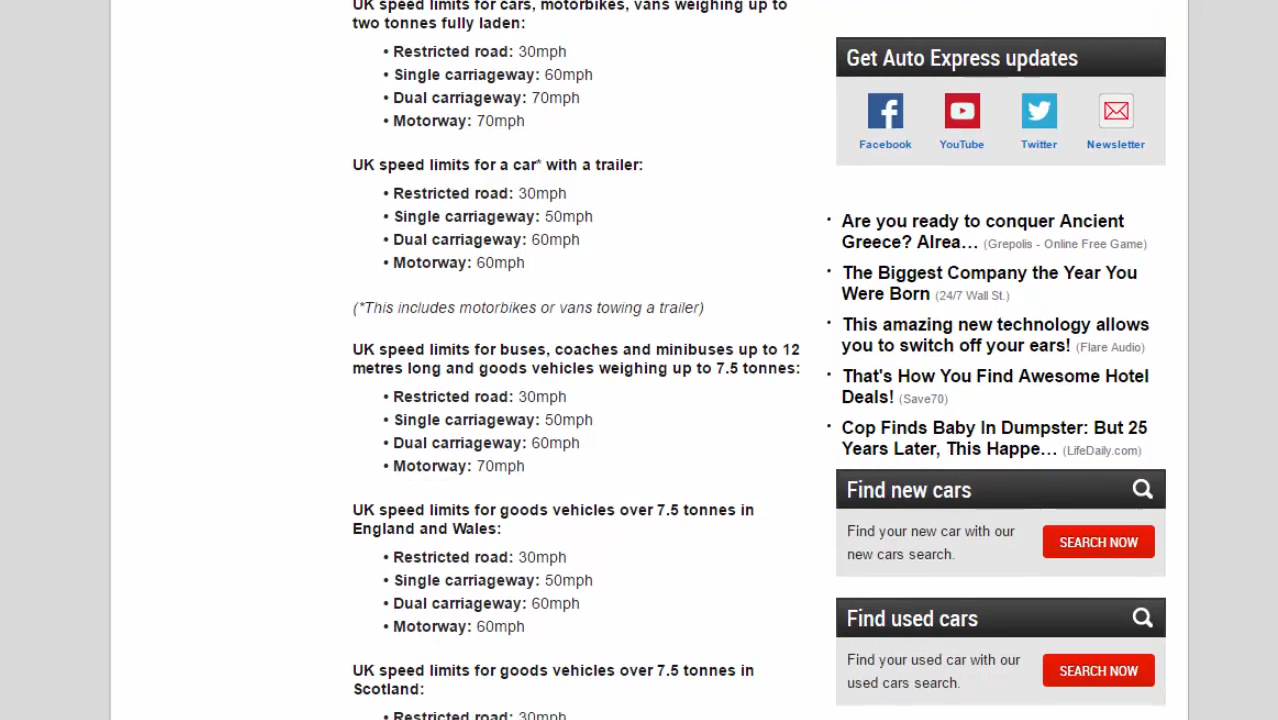 UK speed limits for cars, motorbikes, vans weighing up to
two tonnes fully laden:
• Restricted road: 30mph
• Single carriageway: 60mph
• Dual carriageway: 70mph
• Motorway: 70mph
UK speed limits for a car* with a trailer:
• Restricted road: 30mph
• Single carriageway: 50mph
• Dual carriageway: 60mph
• Motorway: 60mph
(*This includes motorbikes or vans towing a trailer)
UK speed limits for buses, coaches and minibuses up to 12
metres long and goods vehicles weighing up to 7.5 tonnes:
• Restricted road: 30mph
• Single carriageway: 50mph
• Dual carriageway: 60mph
• Motorway: 70mph
UK speed limits for goods vehicles over 7.5 tonnes in
England and Wales:
• Restricted road: 30mph
• Single carriageway: 50mph
• Dual carriageway: 60mph
• Motorway: 60mph
UK speed limits for goods vehicles over 7.5 tonnes in
Scotland:
• Restricted road: 30mph
Get Auto Express updates
Facebook YouTube Twitter Newsletter
· Are you ready to conquer Ancient
Greece? Alrea… (Grepolis - Online Free Game)
· The Biggest Company the Year You
Were Born (24/7 Wall St.)
· This amazing new technology allows
you to switch off your ears! (Flare Audio)
· That's How You Find Awesome Hotel
Deals! (Save70)
· Cop Finds Baby In Dumpster: But 25
Years Later, This Happe… (LifeDaily.com)
Find new cars
Find your new car with our
new cars search.
SEARCH NOW
Find used cars
Find your used car with our
used cars search.
SEARCH NOW